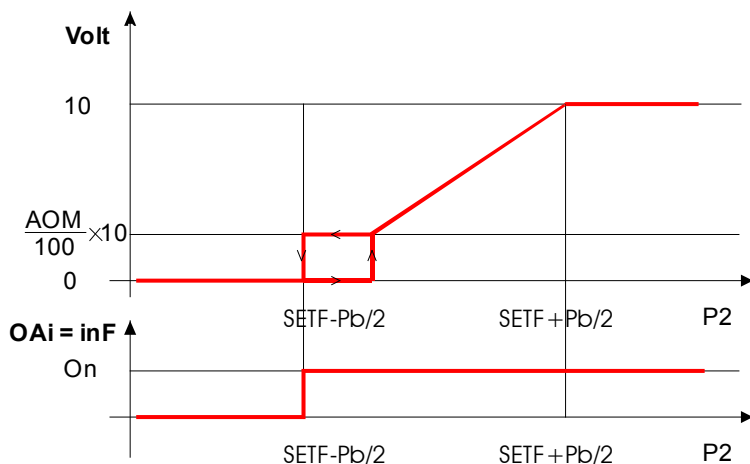 Volt
10
AOM
100 ×10
0
SETF-Pb/2 SETF+Pb/2 P2
OAi = inF
On
SETF-Pb/2 SETF+Pb/2 P2